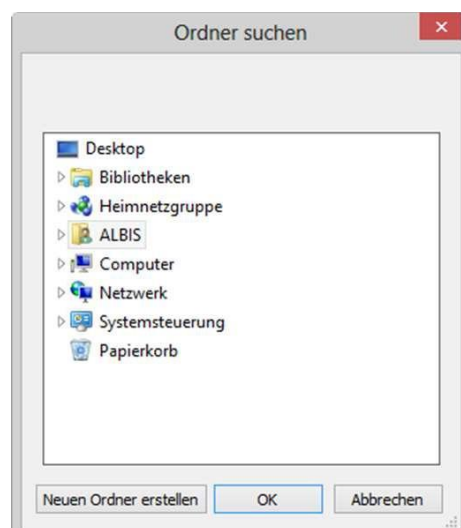 Ordner suchen
Desktop
Bibliotheken
Heimnetzgruppe
ALBIS
Computer
Netzwerk
Systemsteuerung
Papierkorb
Neuen Ordner erstellen OK Abbrechen